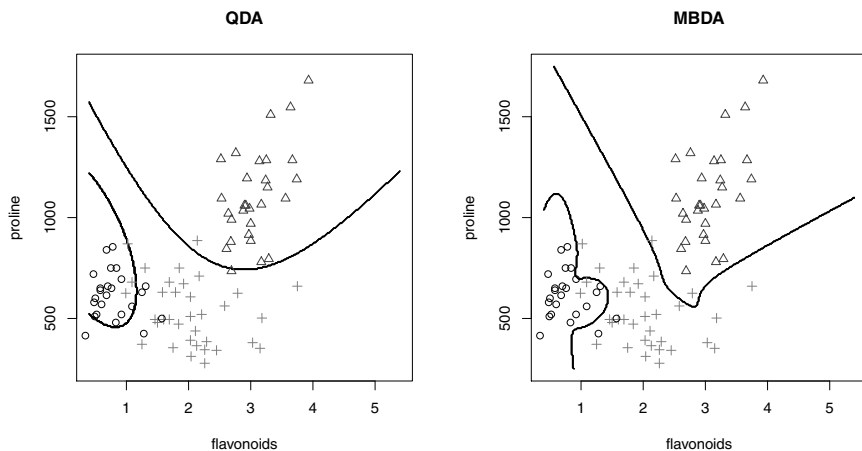 QDA
proline
500 1000 1500
1 2 3 4 5
flavonoids
MBDA
proline
500 1000 1500
1 2 3 4 5
flavonoids